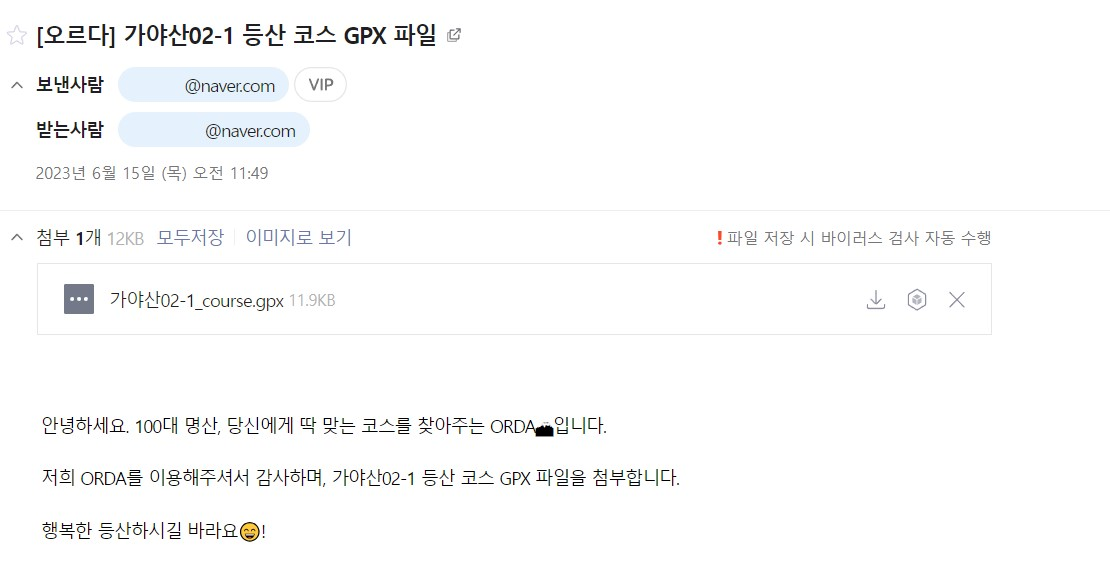 [오르다] 가야산02-1 등산 코스 GPX 파일
보낸사람 @naver.com VIP
받는사람 @naver.com
2023년 6월 15일 (목) 오전 11:49
첨부 1개 12KB 모두저장 이미지로 보기 ❗파일 저장 시 바이러스 검사 자동 수행
가야산02-1_course.gpx 11.9KB
안녕하세요. 100대 명산, 당신에게 딱 맞는 코스를 찾아주는 ORDA🏔입니다.
저희 ORDA를 이용해주셔서 감사하며, 가야산02-1 등산 코스 GPX 파일을 첨부합니다.
행복한 등산하시길 바라요😄!